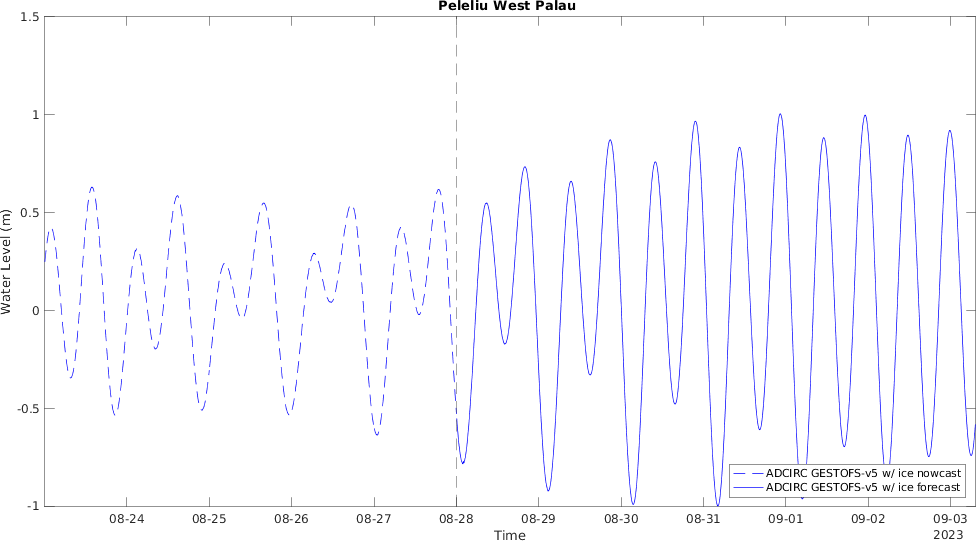 Peleliu West Palau
1.5
1
0.5
0
-0.5
-1
Water Level (m)
ADCIRC GESTOFS-v5 w/ ice nowcast
ADCIRC GESTOFS-v5 w/ ice forecast
08-24 08-25 08-26 08-27 08-28 08-29 08-30 08-31 09-01 09-02 09-03
Time
2023